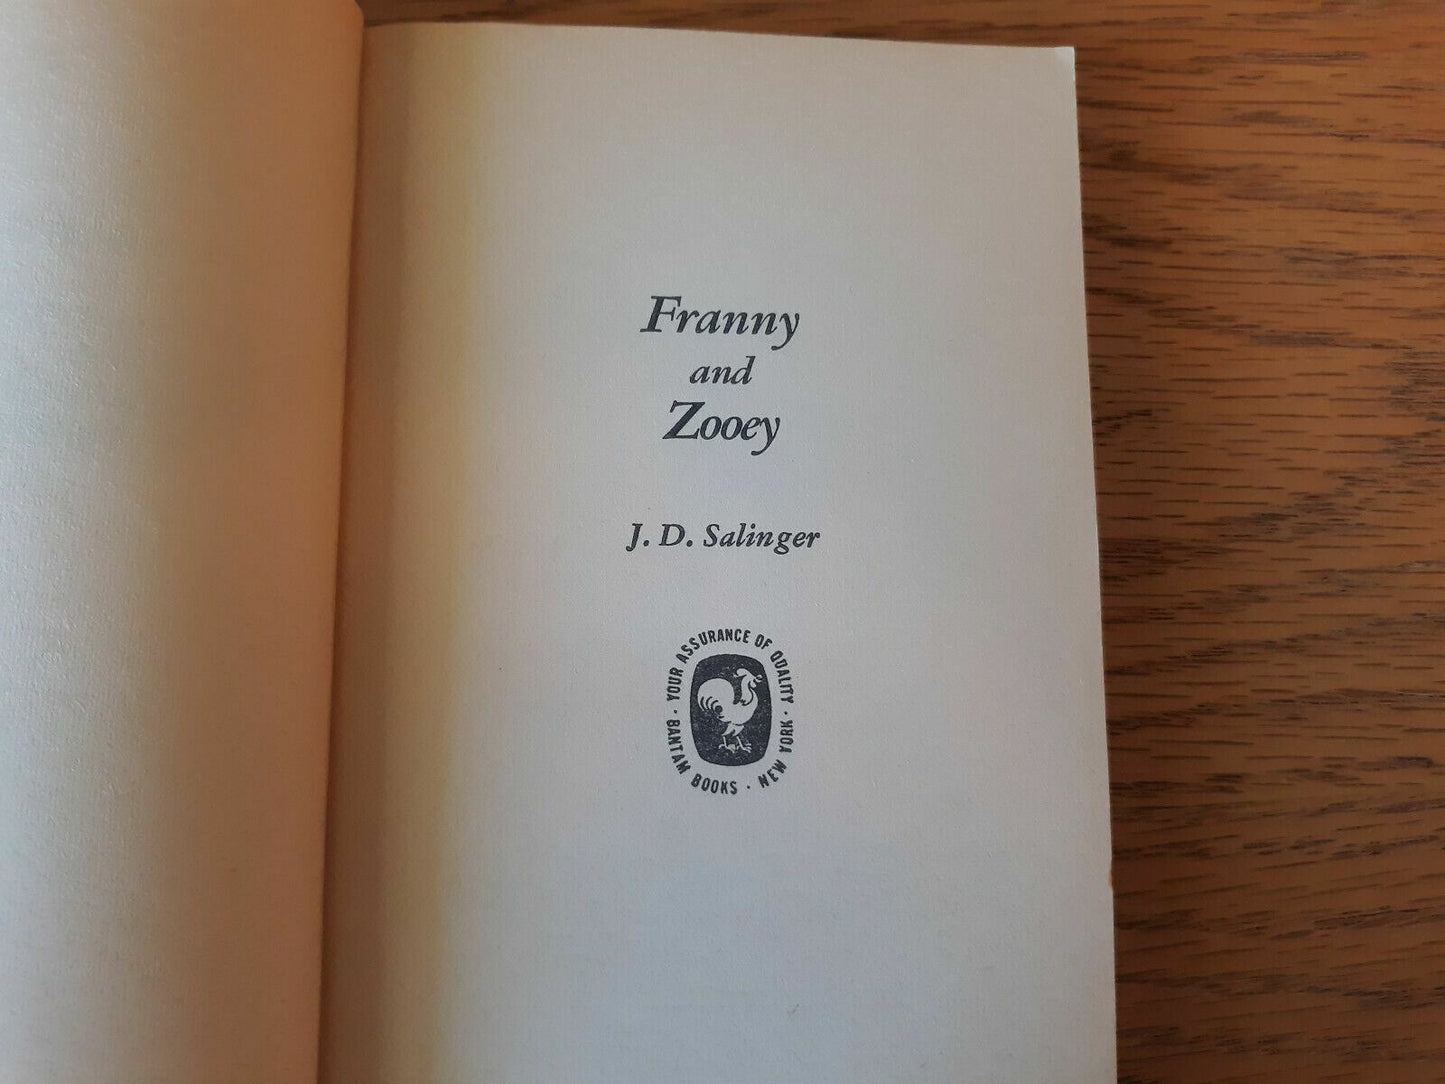 Franny
and
Zooey
J. D. Salinger
YOUR ASSURANCE OF QUALITY · NEW YORK · BANTAM BOOKS ·